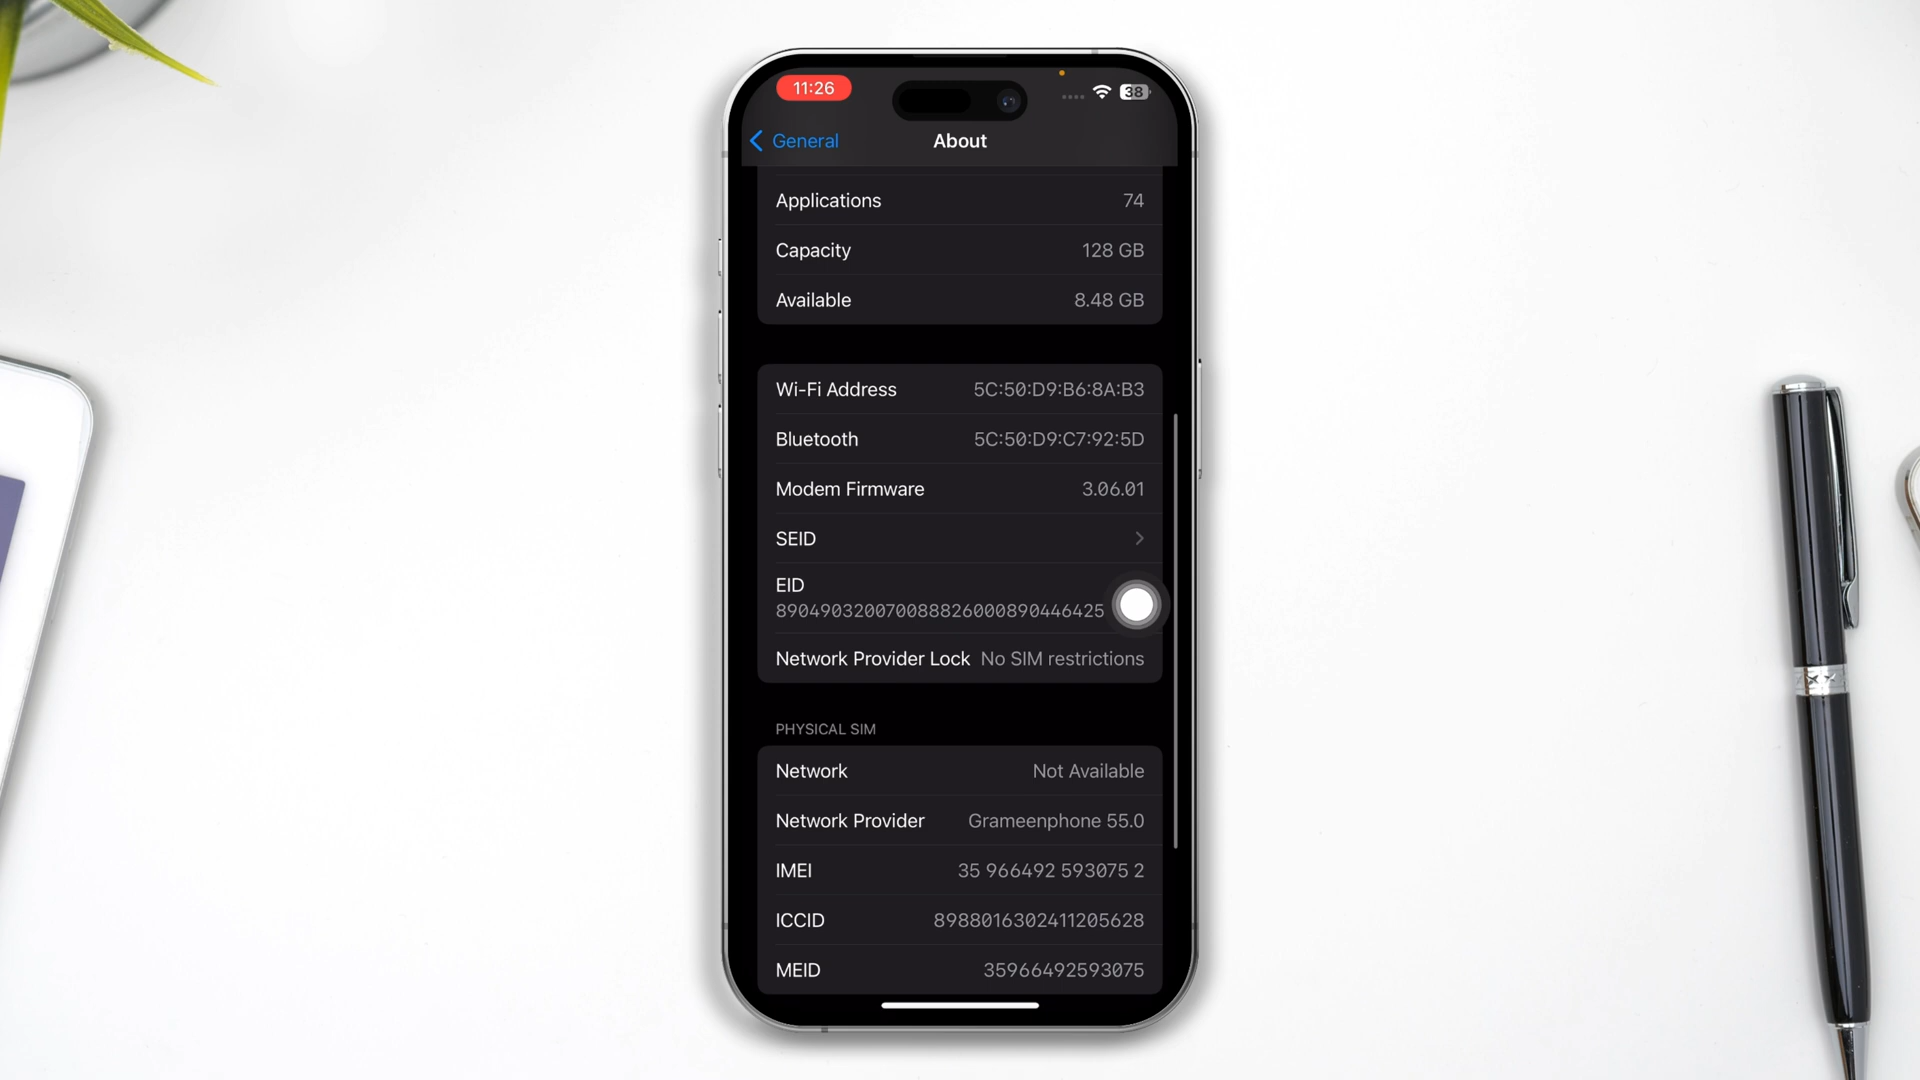 11:26
38
General
About
Applications 74
Capacity 128 GB
Available 8.48 GB
Wi-Fi Address 5C:50:D9:B6:8A:B3
Bluetooth 5C:50:D9:C7:92:5D
Modem Firmware 3.06.01
SEID
EID
89049032007008882600089044​6425
Network Provider Lock No SIM restrictions
PHYSICAL SIM
Network Not Available
Network Provider Grameenphone 55.0
IMEI 35 966492 593075 2
ICCID 8988016302411205628
MEID 35966492593075